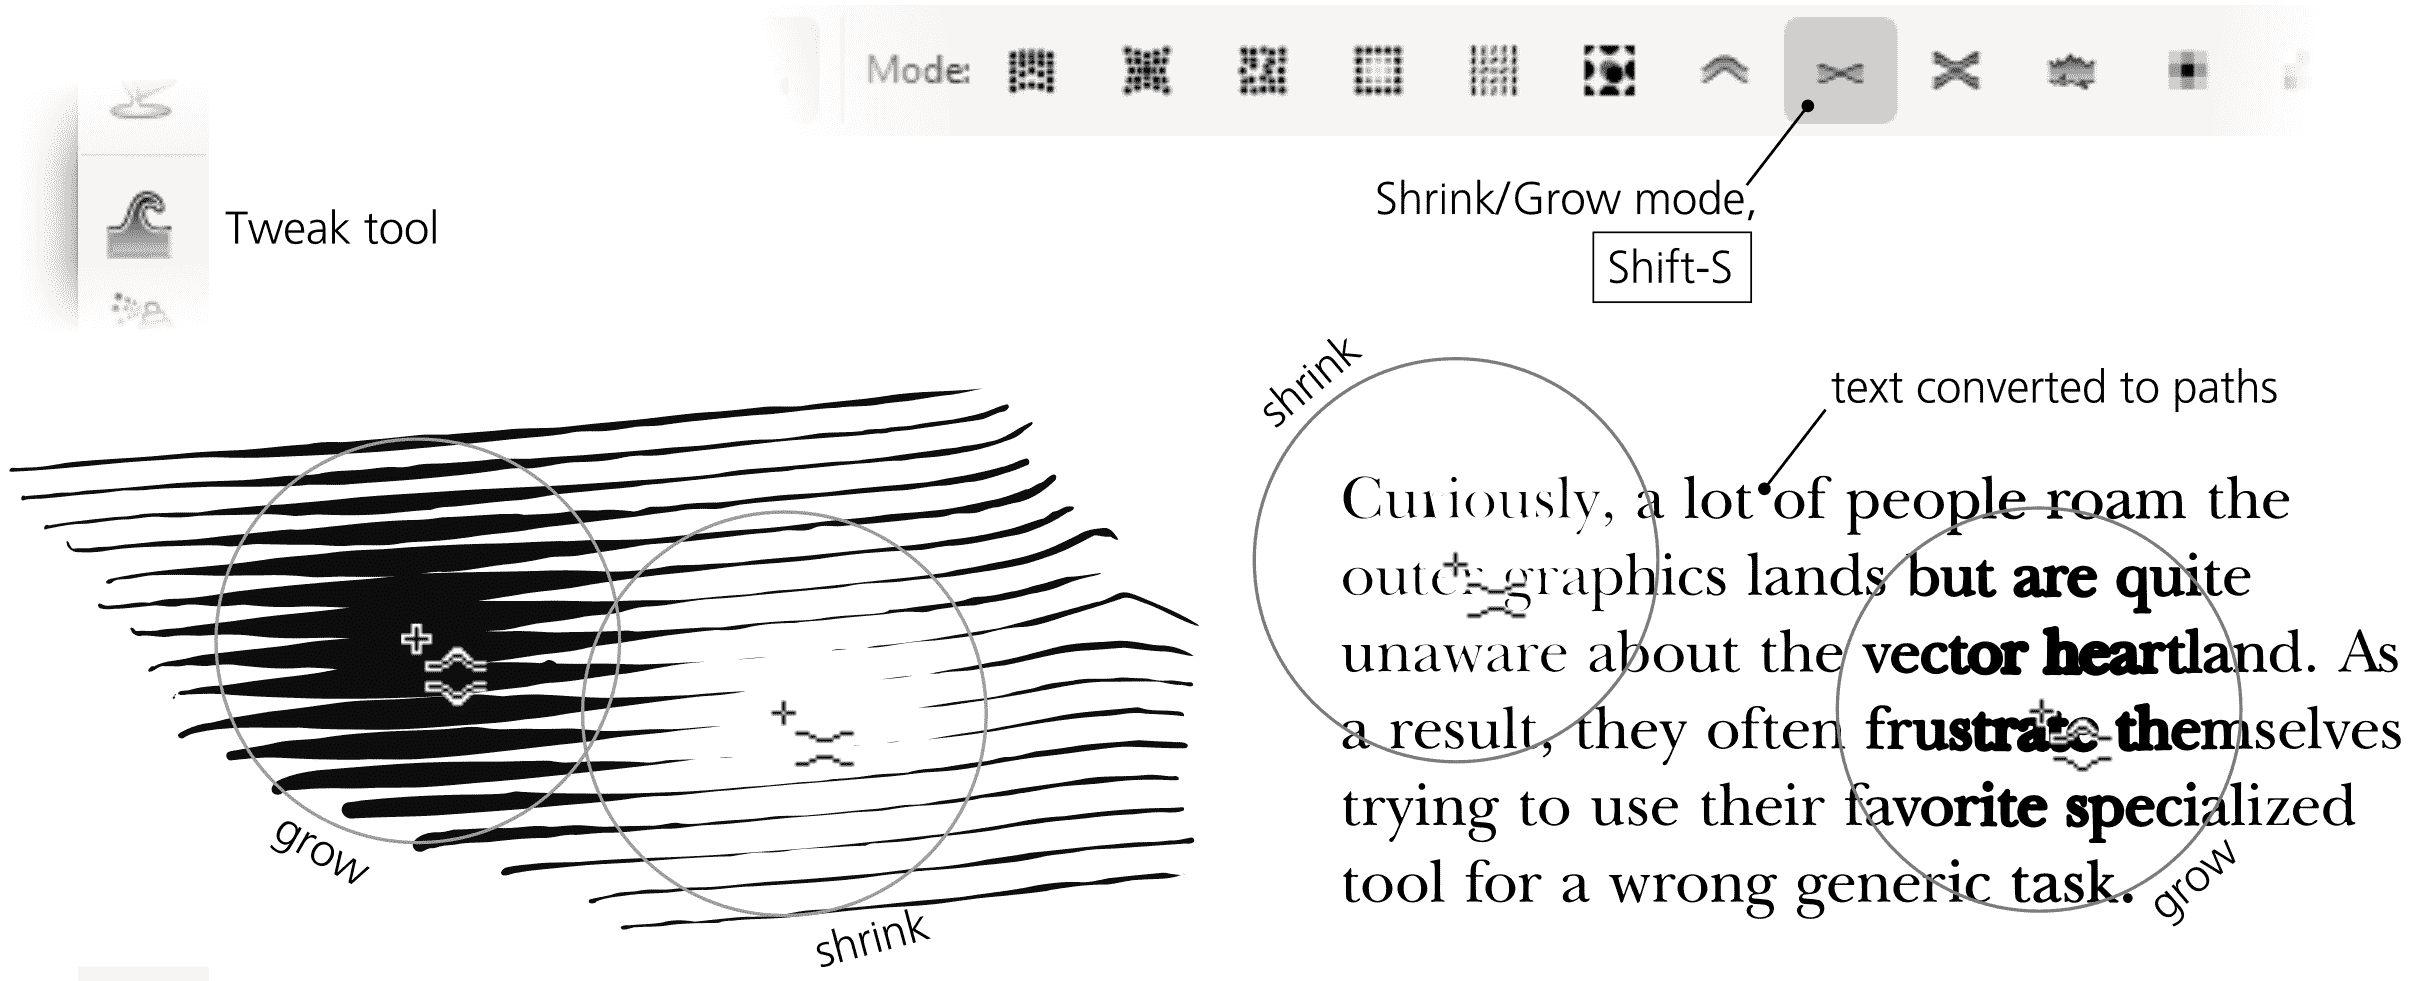 Mode:
Tweak tool
Shrink/Grow mode,
Shift-S
shrink
text converted to paths
Curiously, a lot of people roam the
outer graphics lands but are quite
unaware about the vector heartland. As
a result, they often frustrate themselves
trying to use their favorite specialized
tool for a wrong generic task.
grow
shrink
grow